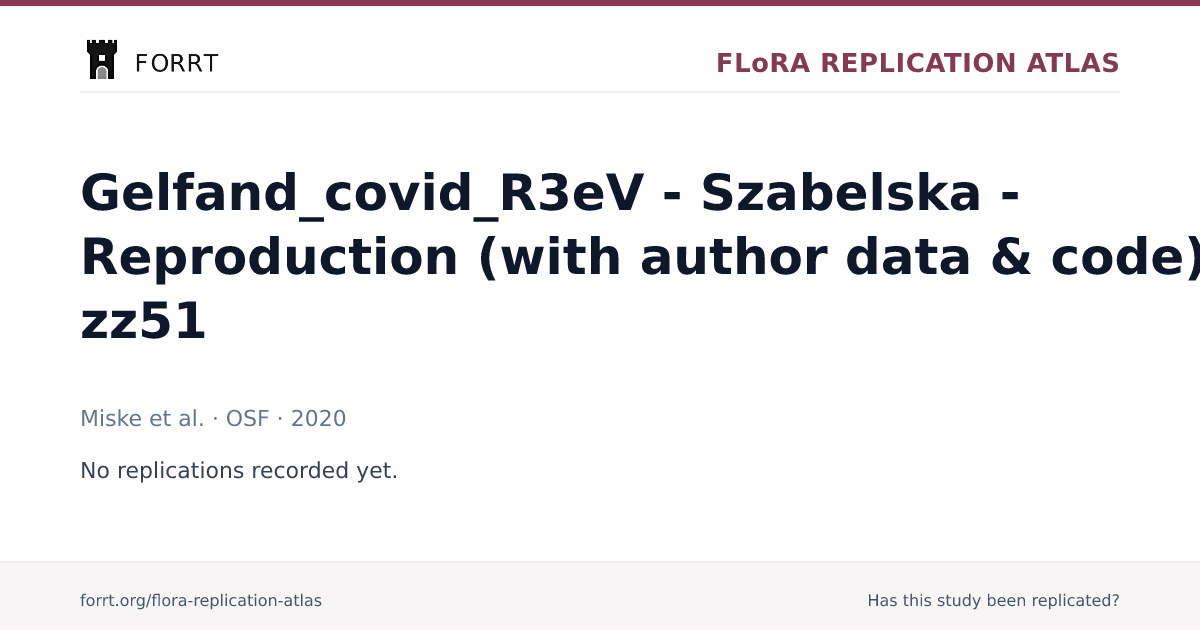 FORRT
FLoRA REPLICATION ATLAS
Gelfand_covid_R3eV - Szabelska -
Reproduction (with author data & code)
zz51
Miske et al. · OSF · 2020
No replications recorded yet.
forrt.org/flora-replication-atlas
Has this study been replicated?